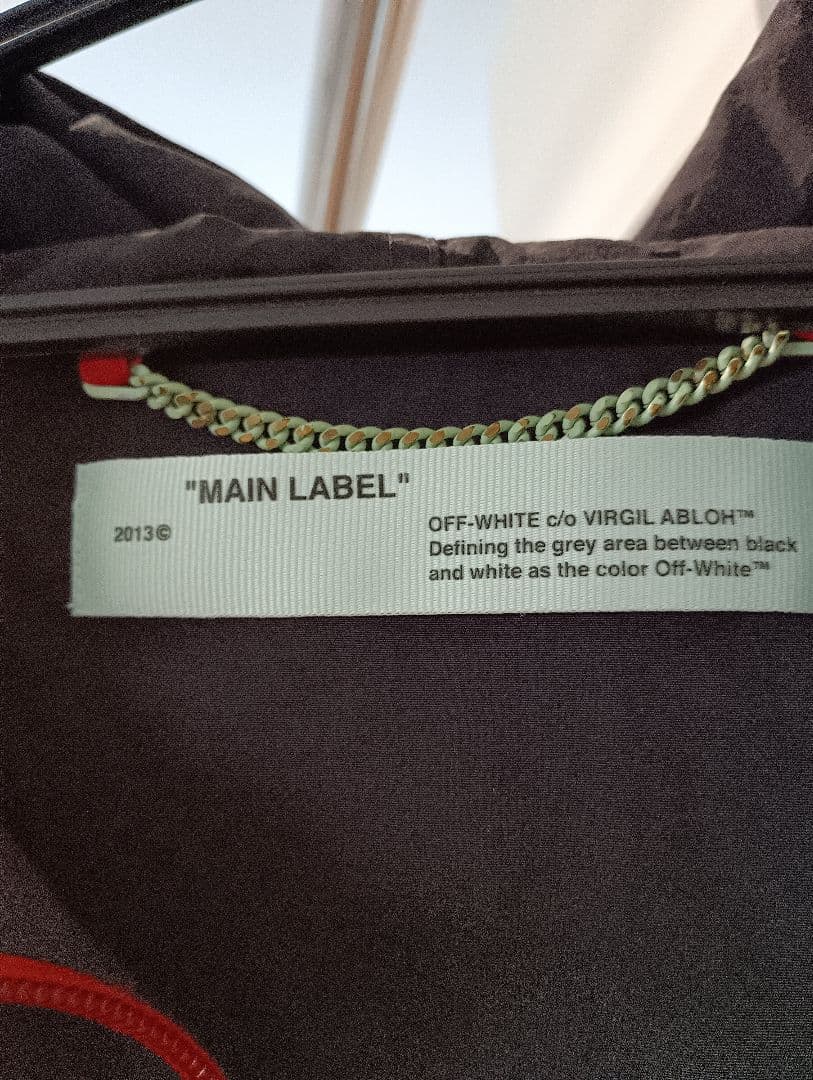 "MAIN LABEL"
2013©
OFF-WHITE c/o VIRGIL ABLOH™
Defining the grey area between black
and white as the color Off-White™